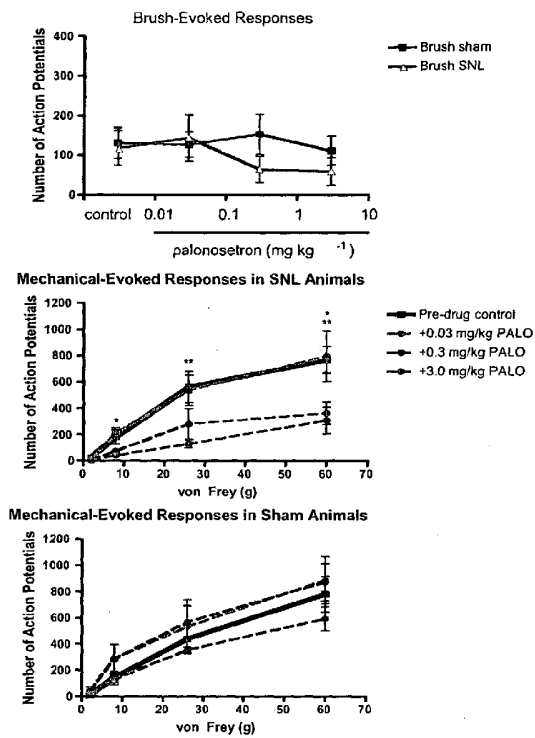 Brush-Evoked Responses
400
300
200
100
0
Number of Action Potentials
control 0.01 0.1 1 10
palonosetron (mg kg -1)
Brush sham
Brush SNL
Mechanical-Evoked Responses in SNL Animals
1200
1000
800
600
400
200
0
Number of Action Potentials
* ** * **
0 10 20 30 40 50 60 70
von Frey (g)
Pre-drug control
+0.03 mg/kg PALO
+0.3 mg/kg PALO
+3.0 mg/kg PALO
Mechanical-Evoked Responses in Sham Animals
1200
1000
800
600
400
200
0
Number of Action Potentials
0 10 20 30 40 50 60 70
von Frey (g)